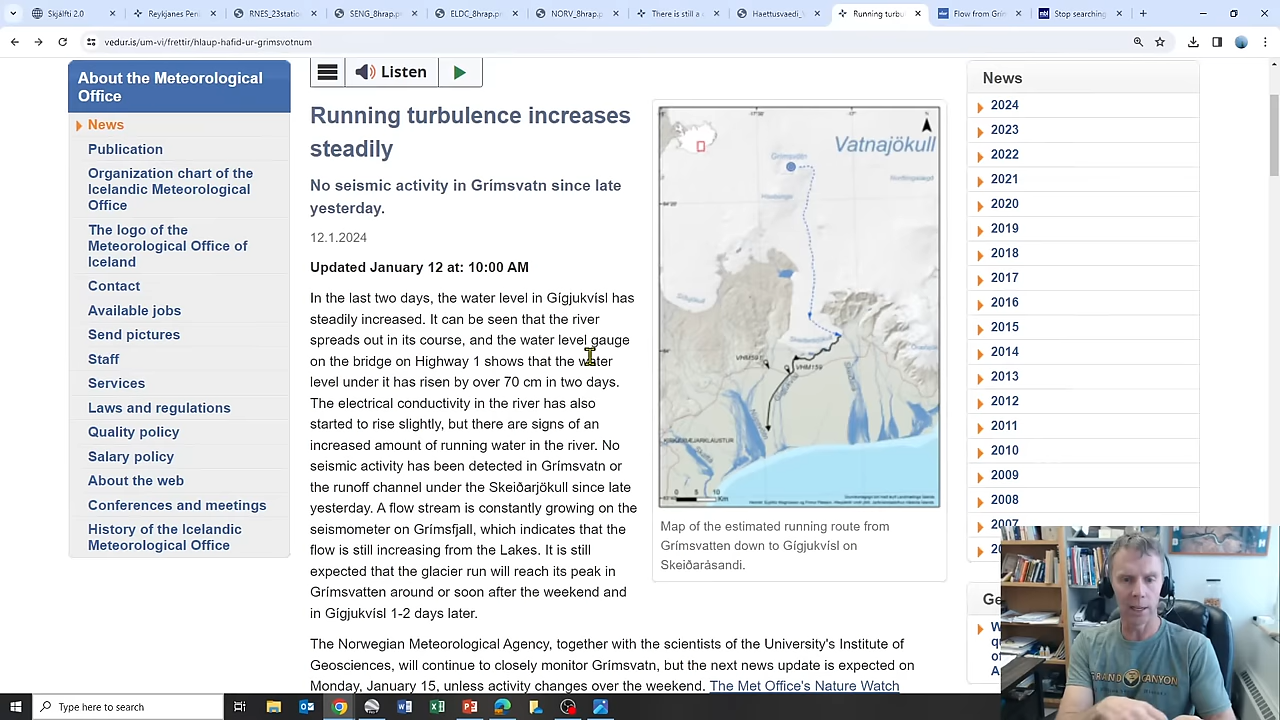 Skjálfti 2.0
Reykjanes Pen
RNES_23statio
SENG_8hrap.p
ELDC_8hrap.pn
NORV_8hrap.p
There is still a
Haettusvaedi_
Running turbu
Flow from Grí
Stop searching
vedur.is/um-vi/frettir/hlaup-hafid-ur-grimsvotnum
About the Meteorological
Office
News
Publication
Organization chart of the
Icelandic Meteorological
Office
The logo of the
Meteorological Office of
Iceland
Contact
Available jobs
Send pictures
Staff
Services
Laws and regulations
Quality policy
Salary policy
About the web
Conferences and meetings
History of the Icelandic
Meteorological Office
Listen
Running turbulence increases
steadily
No seismic activity in Grímsvatn since late
yesterday.
12.1.2024
Updated January 12 at: 10:00 AM
In the last two days, the water level in Gígjukvísl has
steadily increased. It can be seen that the river
spreads out in its course, and the water level gauge
on the bridge on Highway 1 shows that the water
level under it has risen by over 70 cm in two days.
The electrical conductivity in the river has also
started to rise slightly, but there are signs of an
increased amount of running water in the river. No
seismic activity has been detected in Grímsvatn or
the runoff channel under the Skeiðarjökull since late
yesterday. A flow stream is constantly growing on the
seismometer on Grímsfjall, which indicates that the
flow is still increasing from the Lakes. It is still
expected that the glacier run will reach its peak in
Grímsvatten around or soon after the weekend and
in Gígjukvísl 1-2 days later.
The Norwegian Meteorological Agency, together with the scientists of the University's Institute of
Geosciences, will continue to closely monitor Grímsvatn, but the next news update is expected on
Monday, January 15 unless activity changes over the weekend. The Met Office's Nature Watch
Vatnajökull
Grímsvötn
VHM159
KIRKJUBÆJARKLAUSTUR
0 5 10
Km
Map of the estimated running route from
Grímsvatten down to Gígjukvísl on
Skeiðarásandi.
News
2024
2023
2022
2021
2020
2019
2018
2017
2016
2015
2014
2013
2012
2011
2010
2009
2008
2007
Ge
GRAND CANYON
Type here to search